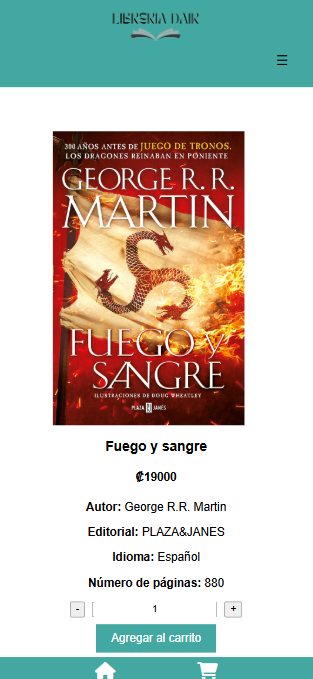 LIBRERIA DAIR
☰
300 AÑOS ANTES DE JUEGO DE TRONOS,
LOS DRAGONES REINABAN EN PONIENTE
GEORGE R. R.
MARTIN
FUEGO y
SANGRE
ILUSTRACIONES DE DOUG WHEATLEY
PLAZA JANÉS
Fuego y sangre
₡19000
Autor: George R.R. Martin
Editorial: PLAZA&JANES
Idioma: Español
Número de páginas: 880
- 1 +
Agregar al carrito